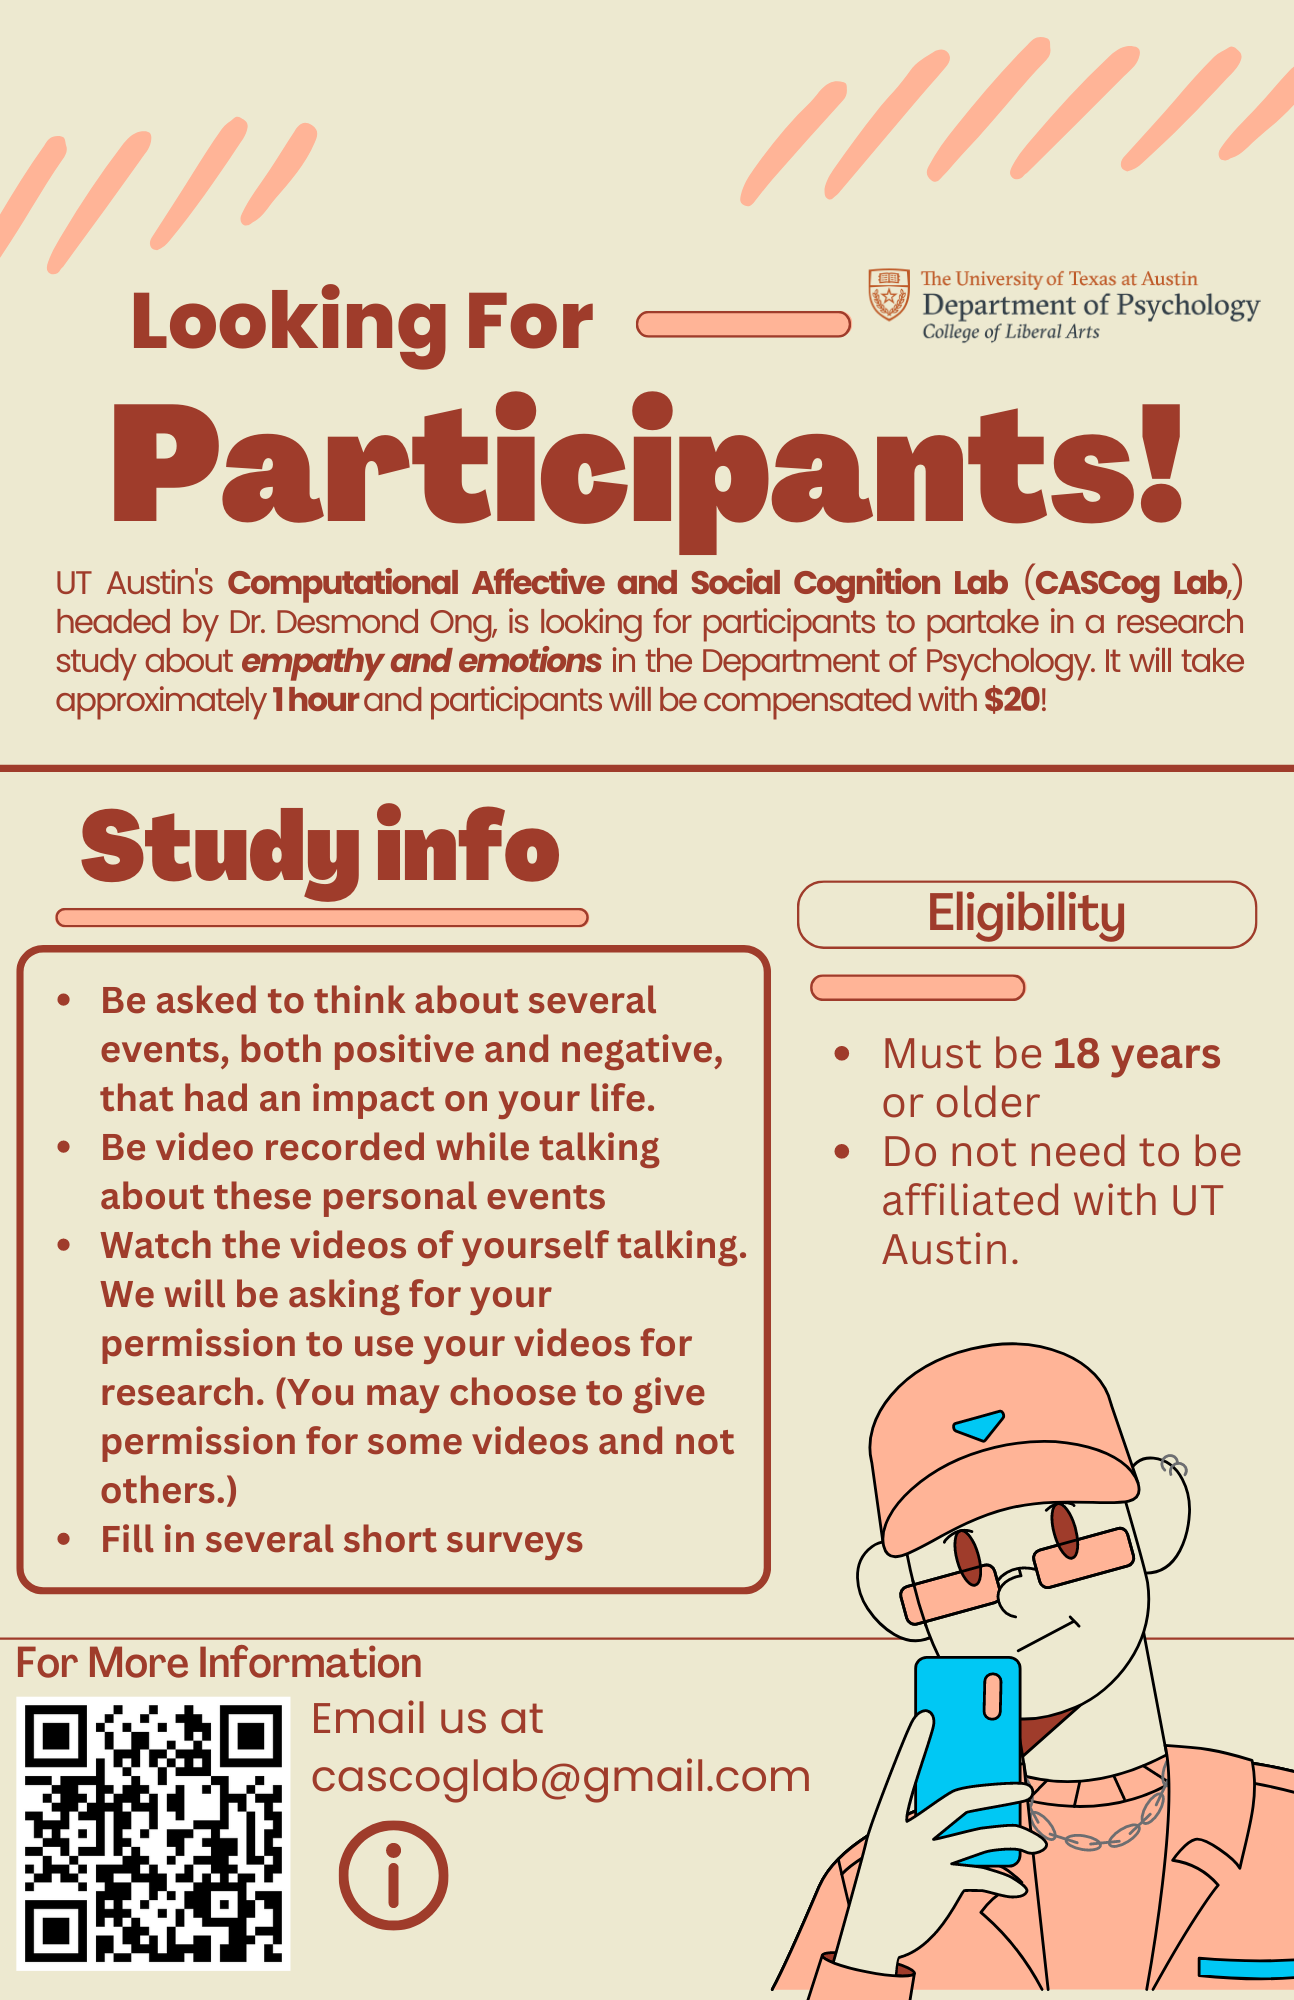 The University of Texas at Austin
Department of Psychology
College of Liberal Arts
Looking For
Participants!
UT Austin's Computational Affective and Social Cognition Lab (CASCog Lab,)
headed by Dr. Desmond Ong, is looking for participants to partake in a research
study about empathy and emotions in the Department of Psychology. It will take
approximately 1 hour and participants will be compensated with $20!
Study info
• Be asked to think about several
events, both positive and negative,
that had an impact on your life.
• Be video recorded while talking
about these personal events
• Watch the videos of yourself talking.
We will be asking for your
permission to use your videos for
research. (You may choose to give
permission for some videos and not
others.)
• Fill in several short surveys
Eligibility
• Must be 18 years
or older
• Do not need to be
affiliated with UT
Austin.
For More Information
Email us at
cascoglab@gmail.com